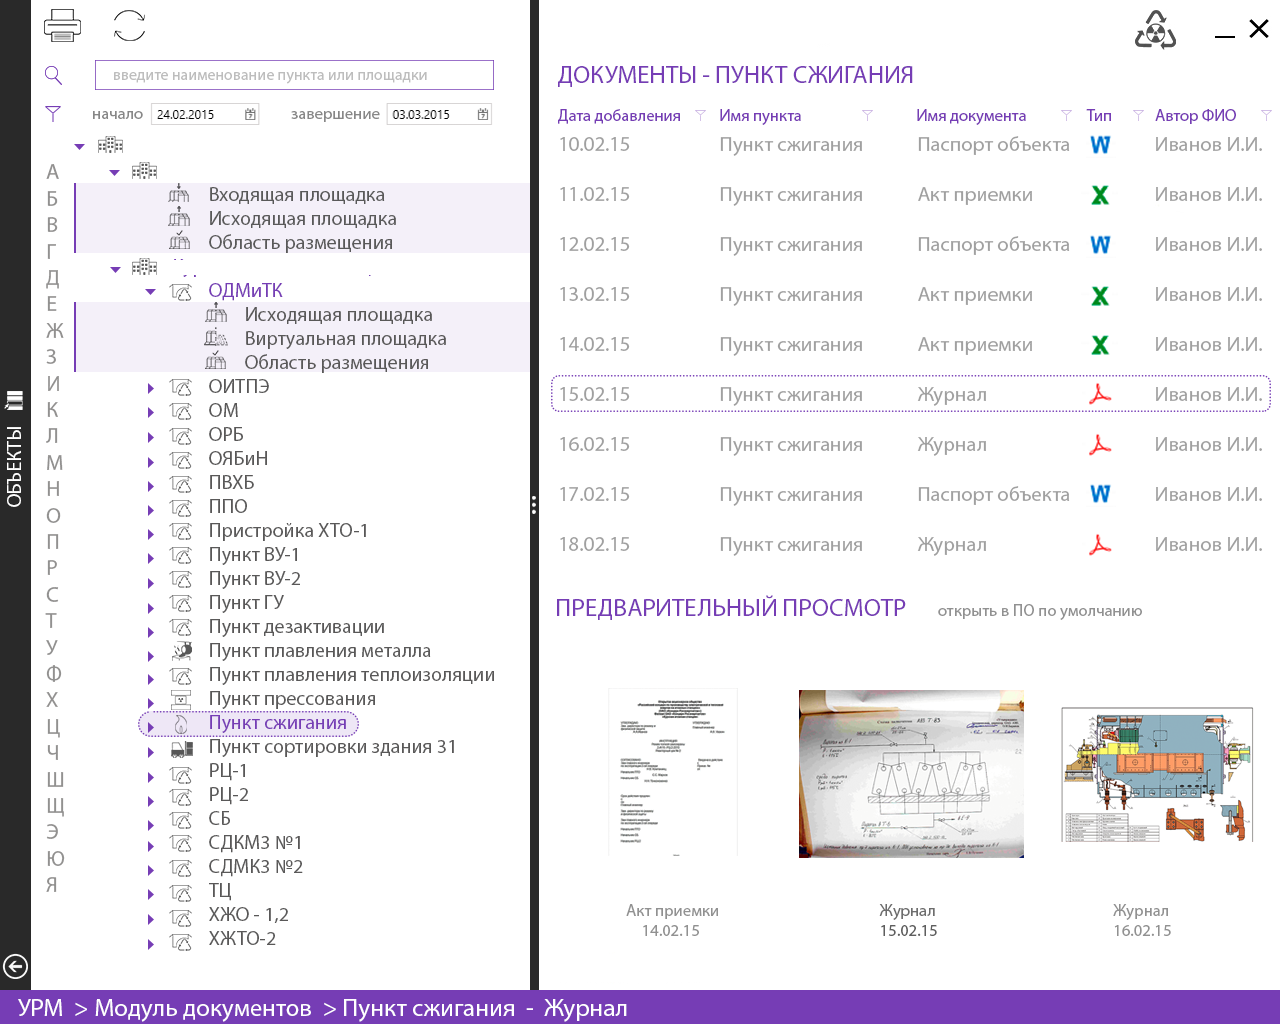 введите наименование пункта или площадки
начало 24.02.2015 завершение 03.03.2015
А
Б
В
Г
Д
Е
Ж
З
И
К
Л
М
Н
О
П
Р
С
Т
У
Ф
Х
Ц
Ч
Ш
Щ
Э
Ю
Я
ОБЪЕКТЫ
Входящая площадка
Исходящая площадка
Область размещения
ОДМиТК
Исходящая площадка
Виртуальная площадка
Область размещения
ОИТПЭ
ОМ
ОРБ
ОЯБиН
ПВХБ
ППО
Пристройка ХТО-1
Пункт ВУ-1
Пункт ВУ-2
Пункт ГУ
Пункт дезактивации
Пункт плавления металла
Пункт плавления теплоизоляции
Пункт прессования
Пункт сжигания
Пункт сортировки здания 31
РЦ-1
РЦ-2
СБ
СДКМЗ №1
СДМКЗ №2
ТЦ
ХЖО - 1,2
ХЖТО-2
ДОКУМЕНТЫ - ПУНКТ СЖИГАНИЯ
Дата добавления Имя пункта Имя документа Тип Автор ФИО
10.02.15 Пункт сжигания Паспорт объекта Иванов И.И.
11.02.15 Пункт сжигания Акт приемки Иванов И.И.
12.02.15 Пункт сжигания Паспорт объекта Иванов И.И.
13.02.15 Пункт сжигания Акт приемки Иванов И.И.
14.02.15 Пункт сжигания Акт приемки Иванов И.И.
15.02.15 Пункт сжигания Журнал Иванов И.И.
16.02.15 Пункт сжигания Журнал Иванов И.И.
17.02.15 Пункт сжигания Паспорт объекта Иванов И.И.
18.02.15 Пункт сжигания Журнал Иванов И.И.
ПРЕДВАРИТЕЛЬНЫЙ ПРОСМОТР открыть в ПО по умолчанию
Акт приемки
14.02.15
Журнал
15.02.15
Журнал
16.02.15
УРМ > Модуль документов > Пункт сжигания - Журнал